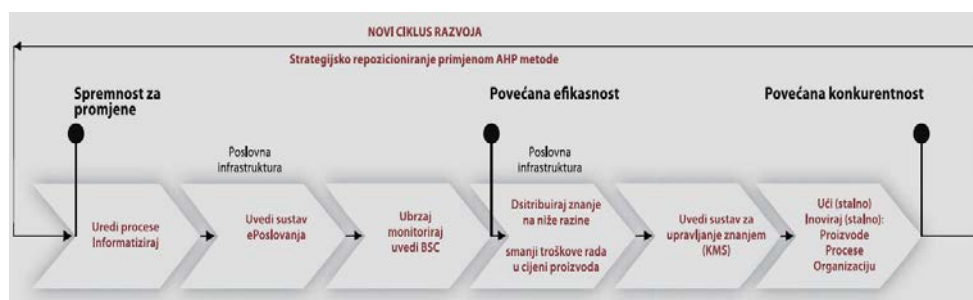 NOVI CIKLUS RAZVOJA
Strategijsko repozicioniranje primjenom AHP metode
Spremnost za
promjene
Povećana efikasnost
Povećana konkurentnost
Poslovna
infrastruktura
Poslovna
infrastruktura
Uredi procese
Informatiziraj
Uvedi sustav
ePoslovanja
Ubrzaj
monitoriraj
uvedi BSC
Dsitribuiraj znanje
na niže razine
smanji troškove rada
u cijeni proizvoda
Uvedi sustav za
upravljanje znanjem
(KMS)
Uči (stalno)
Inoviraj (stalno):
Proizvode
Procese
Organizaciju